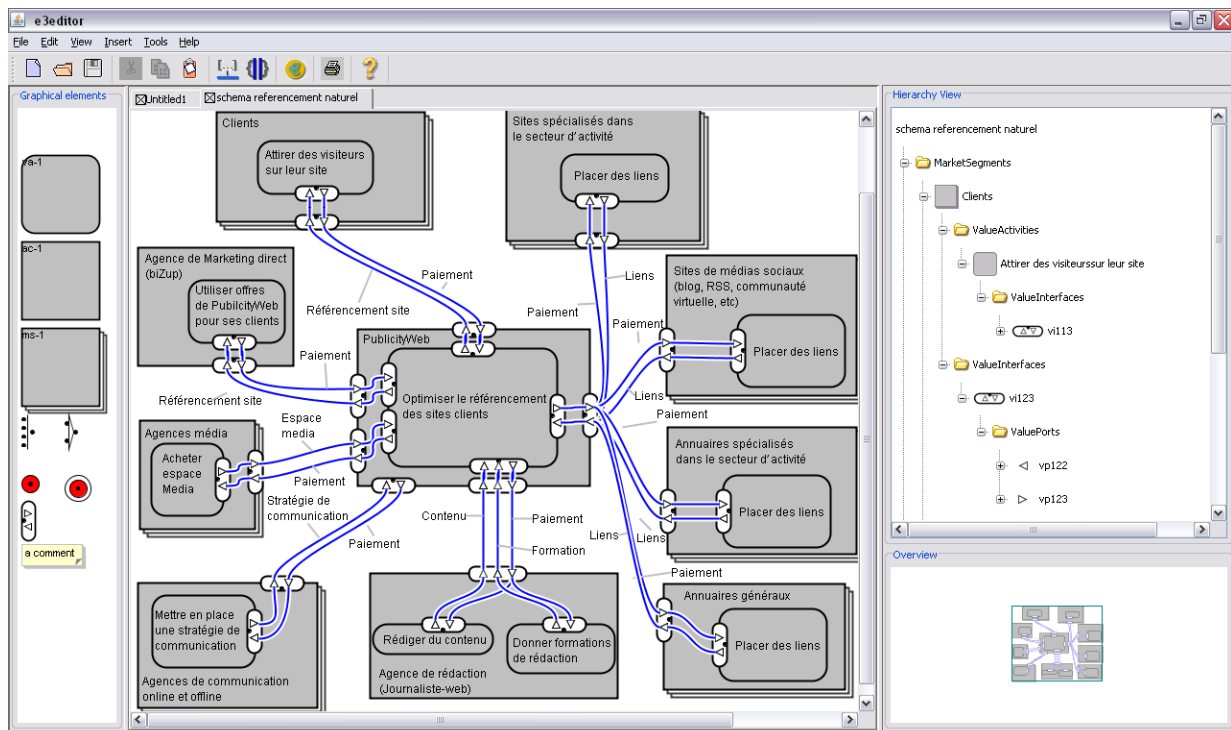 e3editor
File Edit View Insert Tools Help
Graphical elements
va-1
ac-1
ms-1
a comment
Untitled1
schema referencement naturel
Clients
Attirer des visiteurs
sur leur site
Sites spécialisés dans
le secteur d'activité
Placer des liens
Agence de Marketing direct
(biZup)
Utiliser offres
de PubilcityWeb
pour ses clients
Paiement
Référencement site
Liens
Paiement
Sites de médias sociaux
(blog, RSS, communauté
virtuelle, etc)
Placer des liens
Paiement
Liens
Paiement
PublicityWeb
Optimiser le référencement
des sites clients
Paiement
Référencement site
Espace
media
Paiement
Agences média
Acheter
espace
Media
Stratégie de
communication
Paiement
Contenu
Paiement
Formation
Annuaires spécialisés
dans le secteur d'activité
Placer des liens
Liens
Liens
Paiement
Mettre en place
une stratégie de
communication
Agences de communication
online et offline
Rédiger du contenu
Donner formations
de rédaction
Agence de rédaction
(Journaliste-web)
Annuaires généraux
Placer des liens
Hierarchy View
schema referencement naturel
MarketSegments
Clients
ValueActivities
Attirer des visiteurssur leur site
ValueInterfaces
vi113
ValueInterfaces
vi123
ValuePorts
vp122
vp123
Overview